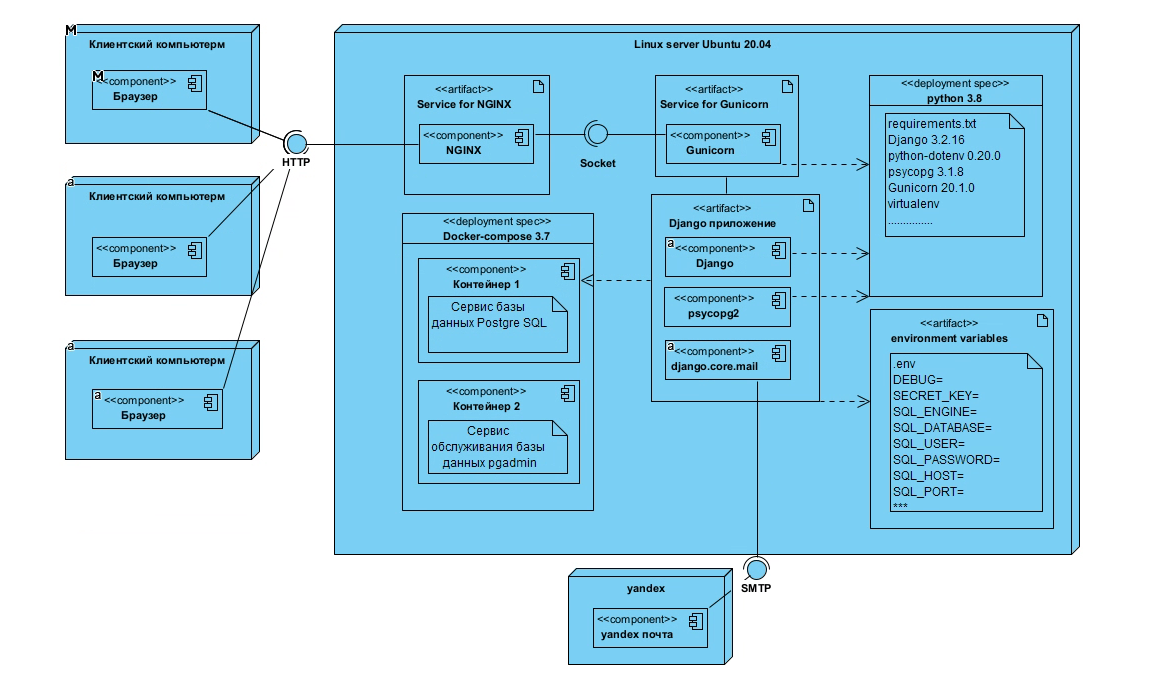 M
Клиентский компьютерм
M
<<component>>
Браузер
a
Клиентский компьютерм
<<component>>
Браузер
a
Клиентский компьютерм
a
<<component>>
Браузер
HTTP
Linux server Ubuntu 20.04
<<artifact>>
Service for NGINX
<<component>>
NGINX
Socket
<<artifact>>
Service for Gunicorn
<<component>>
Gunicorn
<<deployment spec>>
python 3.8
requirements.txt
Django 3.2.16
python-dotenv 0.20.0
psycopg 3.1.8
Gunicorn 20.1.0
virtualenv
...............
<<deployment spec>>
Docker-compose 3.7
<<component>>
Контейнер 1
Сервис базы
данных Postgre SQL
<<component>>
Контейнер 2
Сервис
обслуживания базы
данных pgadmin
<<artifact>>
Django приложение
a
<<component>>
Django
<<component>>
psycopg2
a
<<component>>
django.core.mail
<<artifact>>
environment variables
.env
DEBUG=
SECRET_KEY=
SQL_ENGINE=
SQL_DATABASE=
SQL_USER=
SQL_PASSWORD=
SQL_HOST=
SQL_PORT=
***
SMTP
yandex
<<component>>
yandex почта